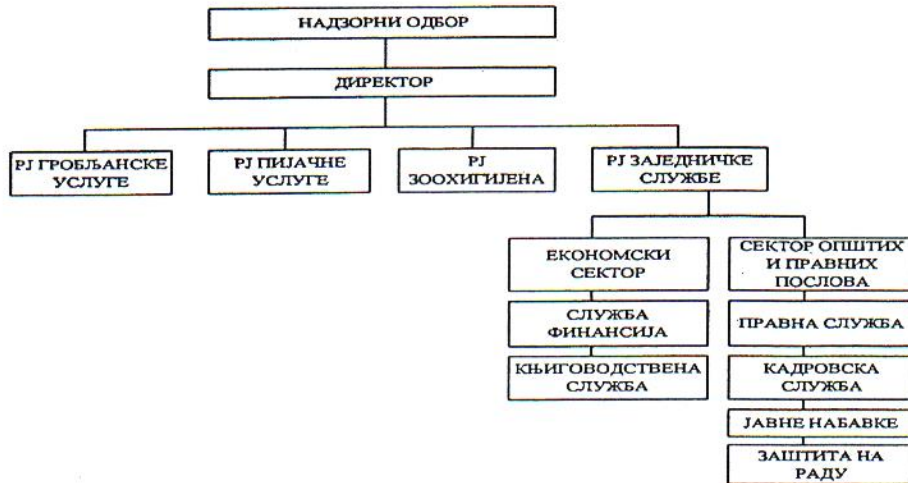 НАДЗОРНИ ОДБОР
ДИРЕКТОР
РЈ ГРОБЉАНСКЕ
УСЛУГЕ
РЈ ПИЈАЧНЕ
УСЛУГЕ
РЈ
ЗООХИГИЈЕНА
РЈ ЗАЈЕДНИЧКЕ
СЛУЖБЕ
ЕКОНОМСКИ
СЕКТОР
СЛУЖБА
ФИНАНСИЈА
КЊИГОВОДСТВЕНА
СЛУЖБА
СЕКТОР ОПШТИХ
И ПРАВНИХ
ПОСЛОВА
ПРАВНА СЛУЖБА
КАДРОВСКА
СЛУЖБА
ЈАВНЕ НАБАВКЕ
ЗАШТИТА НА
РАДУ